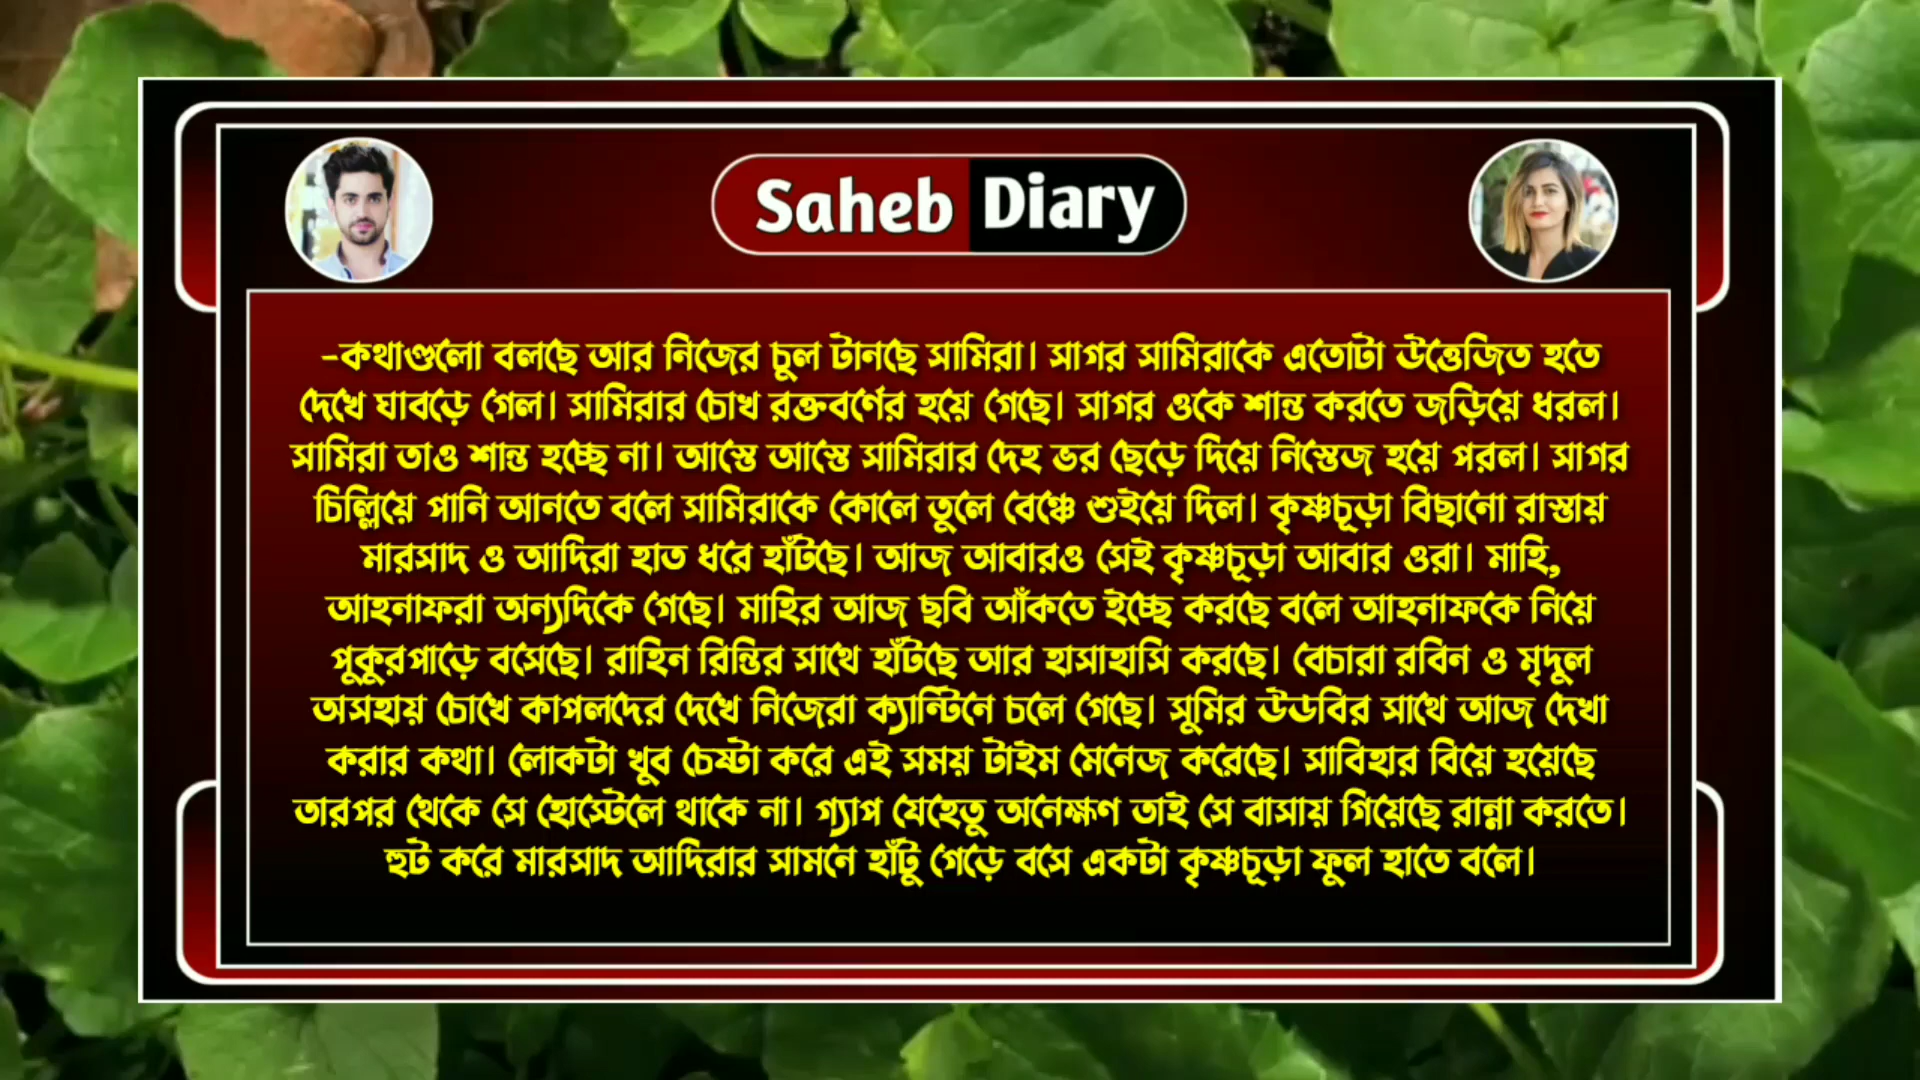 Saheb Diary
-কথাগুলো বলছে আর নিজের চুল টানছে সামিরা। সাগর সামিরাকে এতোটা উত্তেজিত হতে
দেখে ঘাবড়ে গেল। সামিরার চোখ রক্তবর্ণের হয়ে গেছে। সাগর ওকে শান্ত করতে জড়িয়ে ধরল।
সামিরা তাও শান্ত হচ্ছে না। আস্তে আস্তে সামিরার দেহ ভর ছেড়ে দিয়ে নিস্তেজ হয়ে পরল। সাগর
চিল্লিয়ে পানি আনতে বলে সামিরাকে কোলে তুলে বেঞ্চে শুইয়ে দিল। কৃষ্ণচূড়া বিছানো রাস্তায়
মারসাদ ও আদিরা হাত ধরে হাঁটছে। আজ আবারও সেই কৃষ্ণচূড়া আবার ওরা। মাহি,
আহনাফরা অন্যদিকে গেছে। মাহির আজ ছবি আঁকতে ইচ্ছে করছে বলে আহনাফকে নিয়ে
পুকুরপাড়ে বসেছে। রাহিন রিন্তির সাথে হাঁটছে আর হাসাহাসি করছে। বেচারা রবিন ও মৃদুল
অসহায় চোখে কাপলদের দেখে নিজেরা ক্যান্টিনে চলে গেছে। সুমির উডবির সাথে আজ দেখা
করার কথা। লোকটা খুব চেষ্টা করে এই সময় টাইম মেনেজ করেছে। সাবিহার বিয়ে হয়েছে
তারপর থেকে সে হোস্টেলে থাকে না। গ্যাপ যেহেতু অনেক্ষণ তাই সে বাসায় গিয়েছে রান্না করতে।
হুট করে মারসাদ আদিরার সামনে হাঁটু গেড়ে বসে একটা কৃষ্ণচূড়া ফুল হাতে বলে।